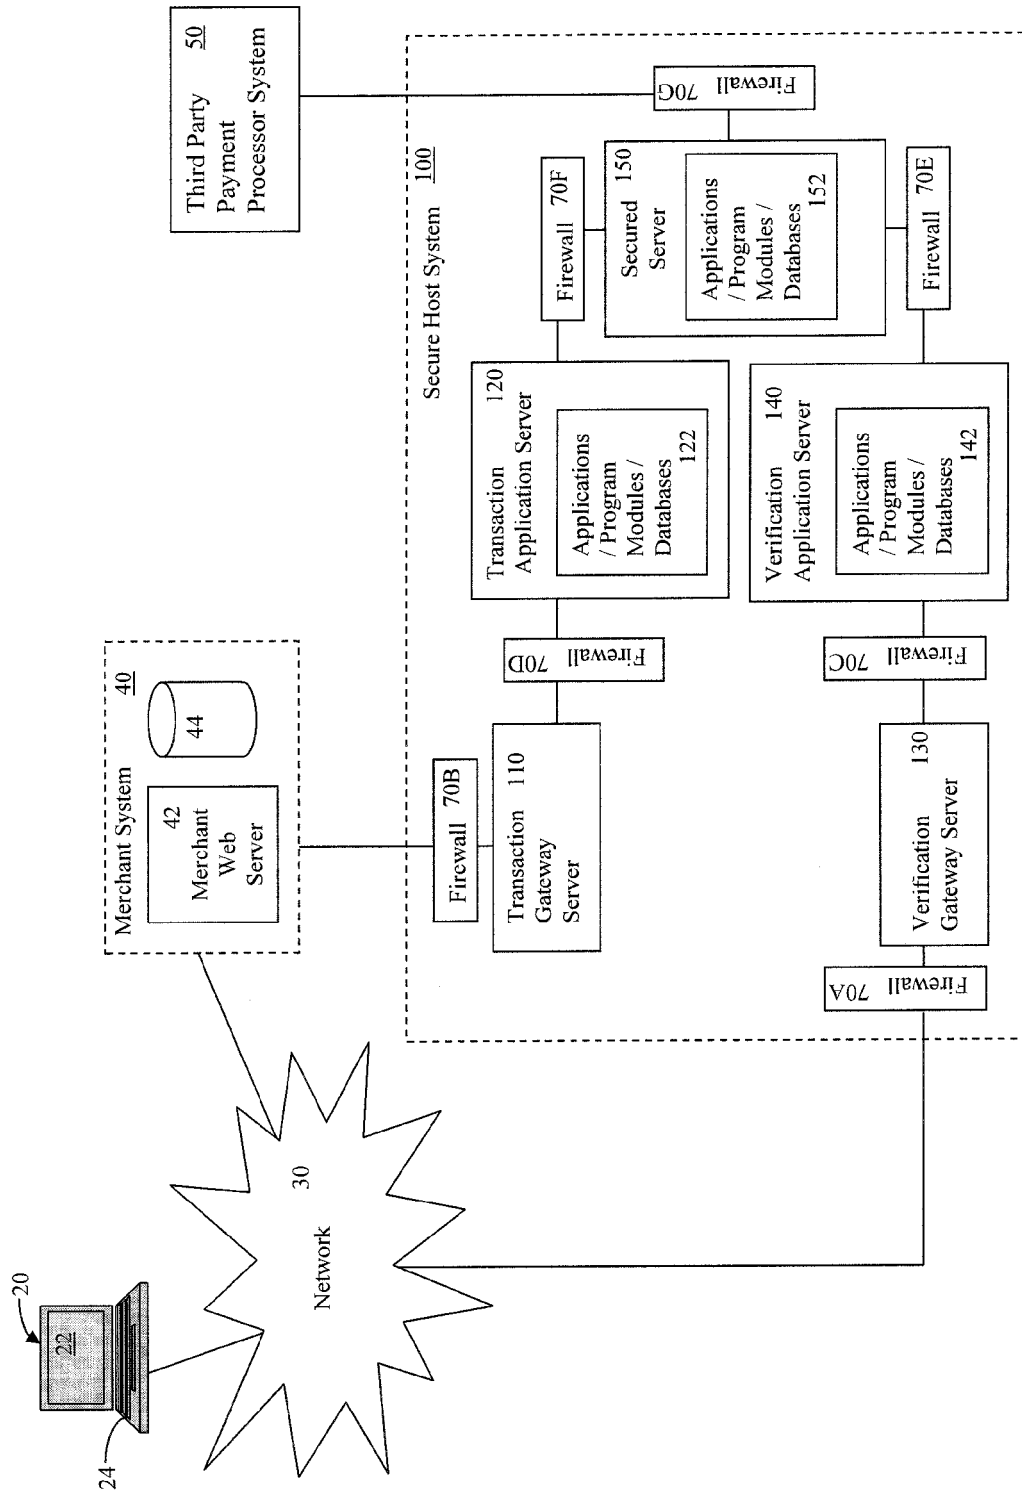 20
22
24
30
Network
Merchant System 40
42
Merchant
Web
Server
44
Third Party 50
Payment
Processor System
Secure Host System 100
Firewall 70B
Transaction 110
Gateway
Server
70D Firewall
Transaction 120
Application Server
Applications
/ Program
Modules /
Databases
122
Firewall 70F
Secured 150
Server
Applications
/ Program
Modules /
Databases
152
70G Firewall
70A Firewall
130
Verification
Gateway Server
70C Firewall
Verification 140
Application Server
Applications
/ Program
Modules /
Databases
142
Firewall 70E